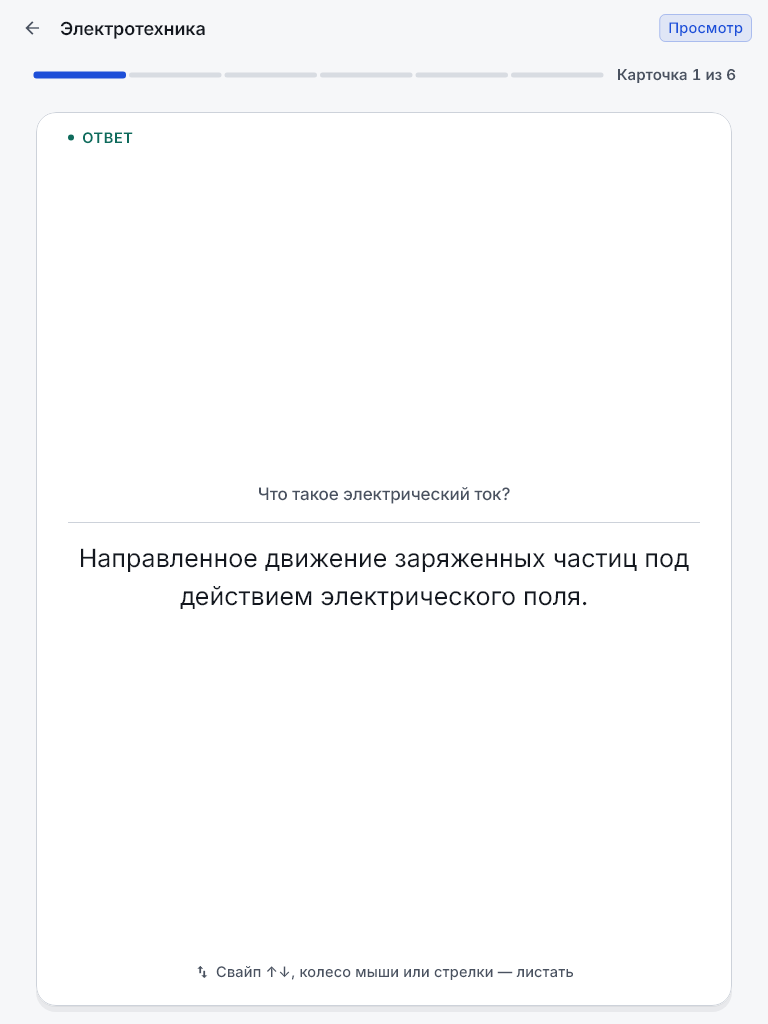 Электротехника
Просмотр
Карточка 1 из 6
ОТВЕТ
Что такое электрический ток?
Направленное движение заряженных частиц под
действием электрического поля.
Свайп ↑↓, колесо мыши или стрелки — листать